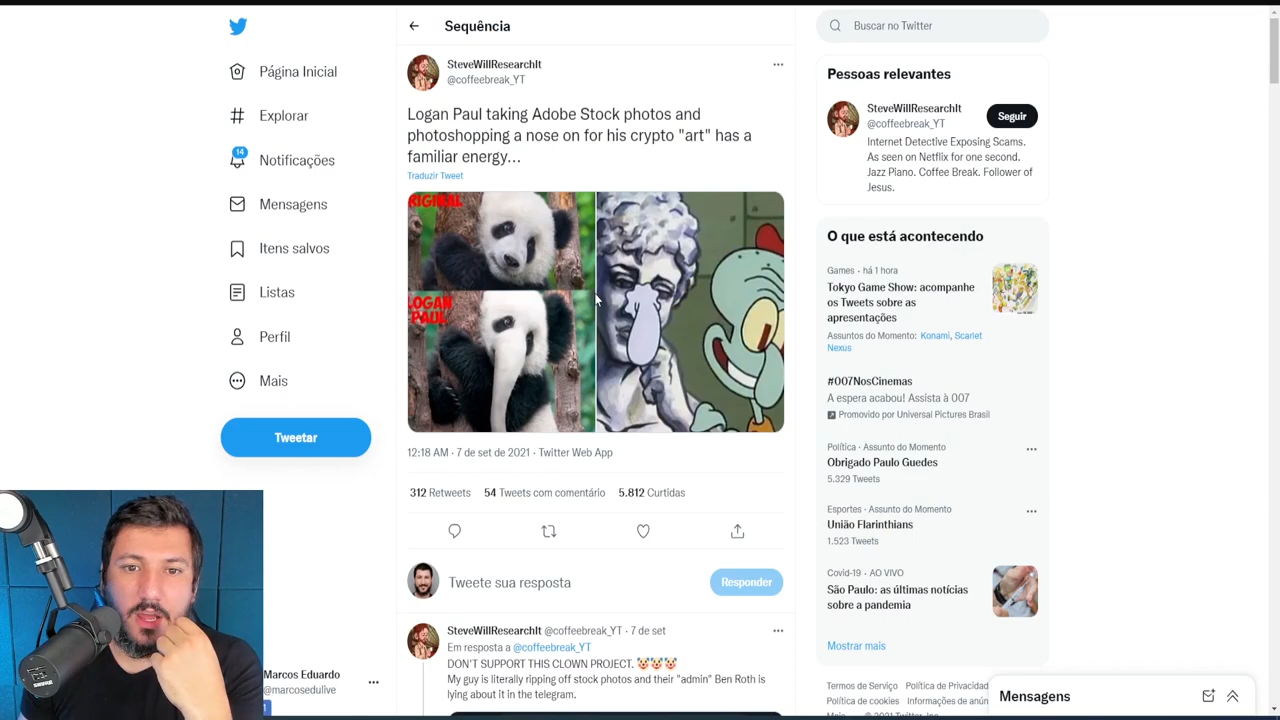 Sequência
Buscar no Twitter
Página Inicial
Explorar
14
Notificações
Mensagens
Itens salvos
Listas
Perfil
Mais
Tweetar
Marcos Eduardo
@marcosedulive
SteveWillResearchIt
@coffeebreak_YT
Logan Paul taking Adobe Stock photos and
photoshopping a nose on for his crypto "art" has a
familiar energy...
Traduzir Tweet
LOGAN
PAUL
12:18 AM · 7 de set de 2021 · Twitter Web App
312 Retweets 54 Tweets com comentário 5.812 Curtidas
Tweete sua resposta
Responder
SteveWillResearchIt @coffeebreak_YT · 7 de set
Em resposta a @coffeebreak_YT
DON'T SUPPORT THIS CLOWN PROJECT. 🤡🤡🤡
My guy is literally ripping off stock photos and their "admin" Ben Roth is
lying about it in the telegram.
Pessoas relevantes
SteveWillResearchIt
@coffeebreak_YT
Seguir
Internet Detective Exposing Scams.
As seen on Netflix for one second.
Jazz Piano. Coffee Break. Follower of
Jesus.
O que está acontecendo
Games · há 1 hora
Tokyo Game Show: acompanhe
os Tweets sobre as
apresentações
Assuntos do Momento: Konami, Scarlet
Nexus
#007NosCinemas
A espera acabou! Assista à 007
Promovido por Universal Pictures Brasil
Política · Assunto do Momento
Obrigado Paulo Guedes
5.329 Tweets
Esportes · Assunto do Momento
União Flarinthians
1.523 Tweets
Covid-19 · AO VIVO
São Paulo: as últimas notícias
sobre a pandemia
Mostrar mais
Termos de Serviço Política de Privacidad
Política de cookies Informações de anún
Mensagens